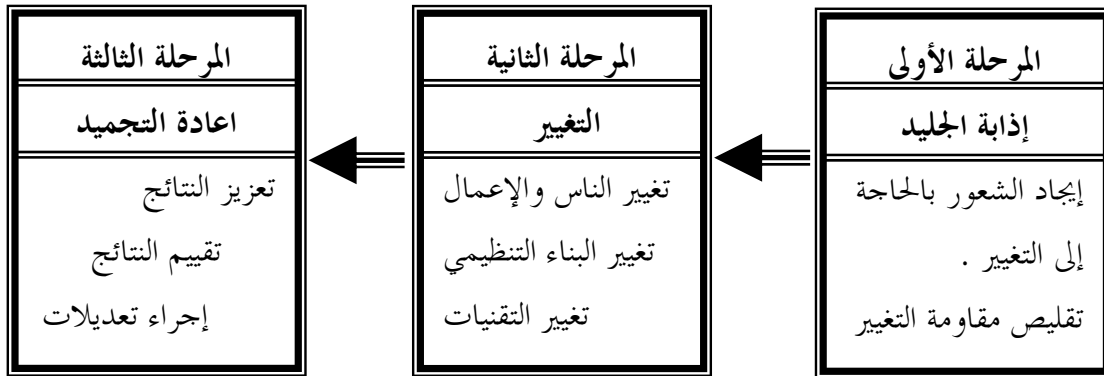 المرحلة الأولى
إذابة الجليد
إيجاد الشعور بالحاجة
إلى التغيير .
تقليص مقاومة التغيير
المرحلة الثانية
التغيير
تغيير الناس والإعمال
تغيير البناء التنظيمي
تغيير التقنيات
المرحلة الثالثة
اعادة التجميد
تعزيز النتائج
تقييم النتائج
إجراء تعديلات